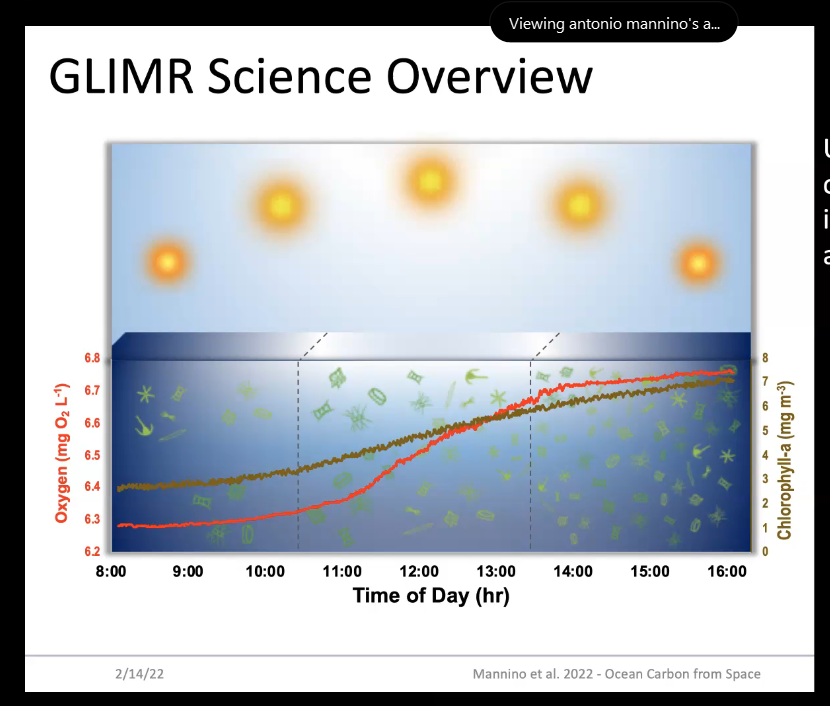 Viewing antonio mannino's a...
GLIMR Science Overview
Oxygen (mg O₂ L⁻¹)
6.8
6.7
6.6
6.5
6.4
6.3
6.2
8
7
6
5
4
3
2
1
0
Chlorophyll-a (mg m⁻³)
8:00 9:00 10:00 11:00 12:00 13:00 14:00 15:00 16:00
Time of Day (hr)
2/14/22 Mannino et al. 2022 - Ocean Carbon from Space